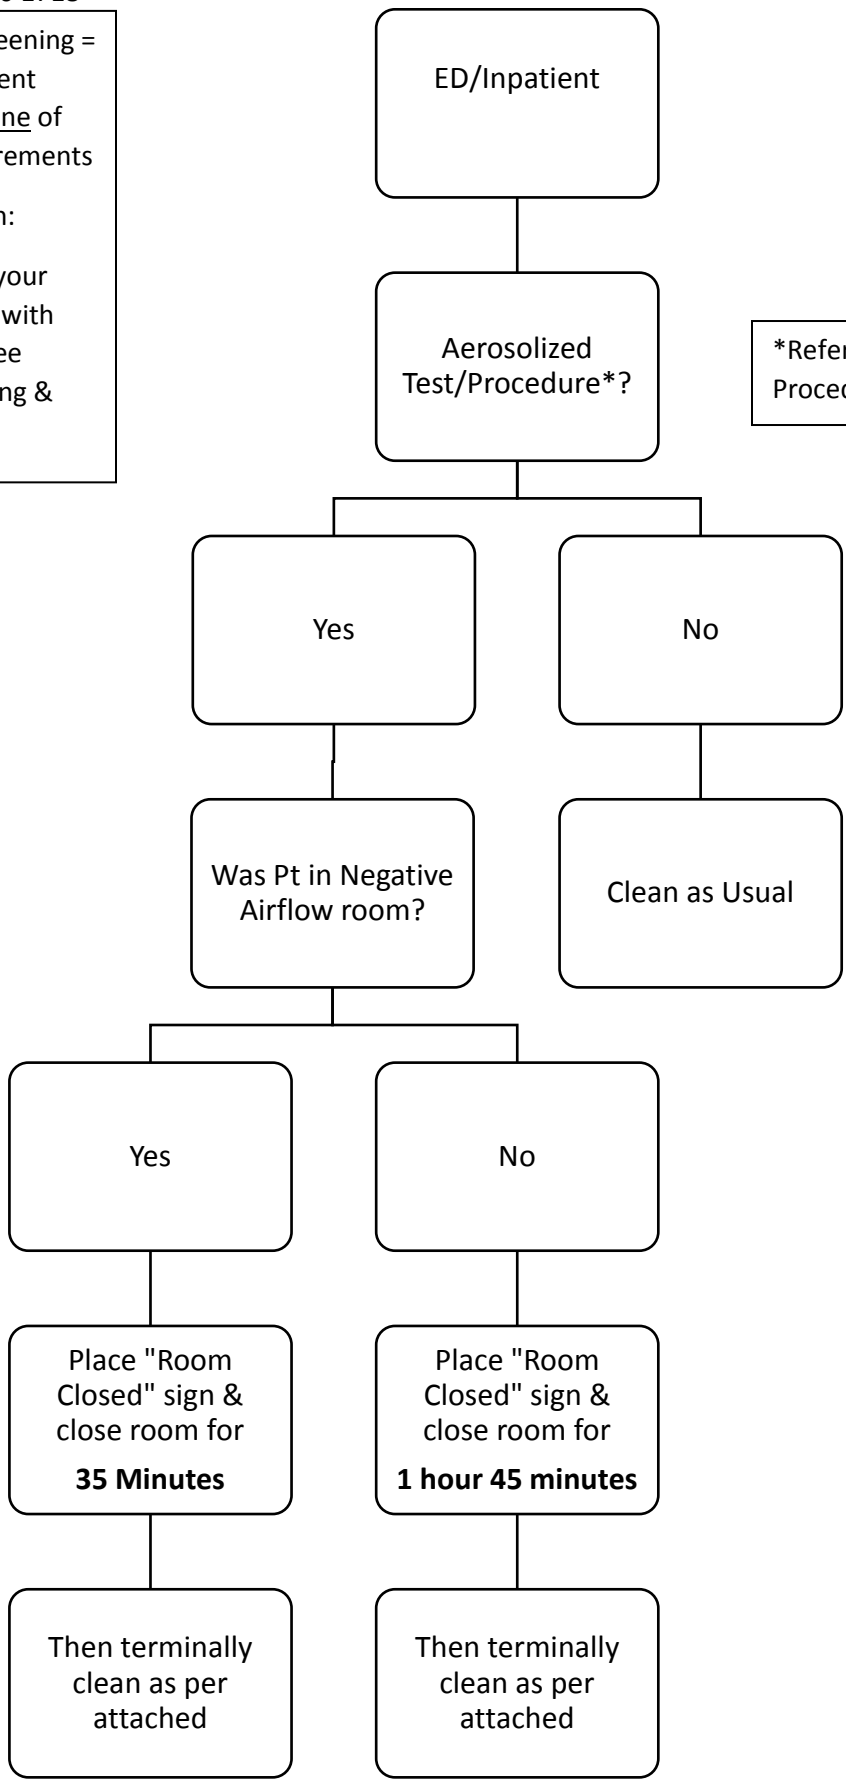 eening =
ent
ne of
rements
n:
your
with
ee
ng &
ED/Inpatient
Aerosolized
Test/Procedure*?
*Refer
Proced
Yes
No
Was Pt in Negative
Airflow room?
Clean as Usual
Yes
No
Place "Room
Closed" sign &
close room for
35 Minutes
Place "Room
Closed" sign &
close room for
1 hour 45 minutes
Then terminally
clean as per
attached
Then terminally
clean as per
attached